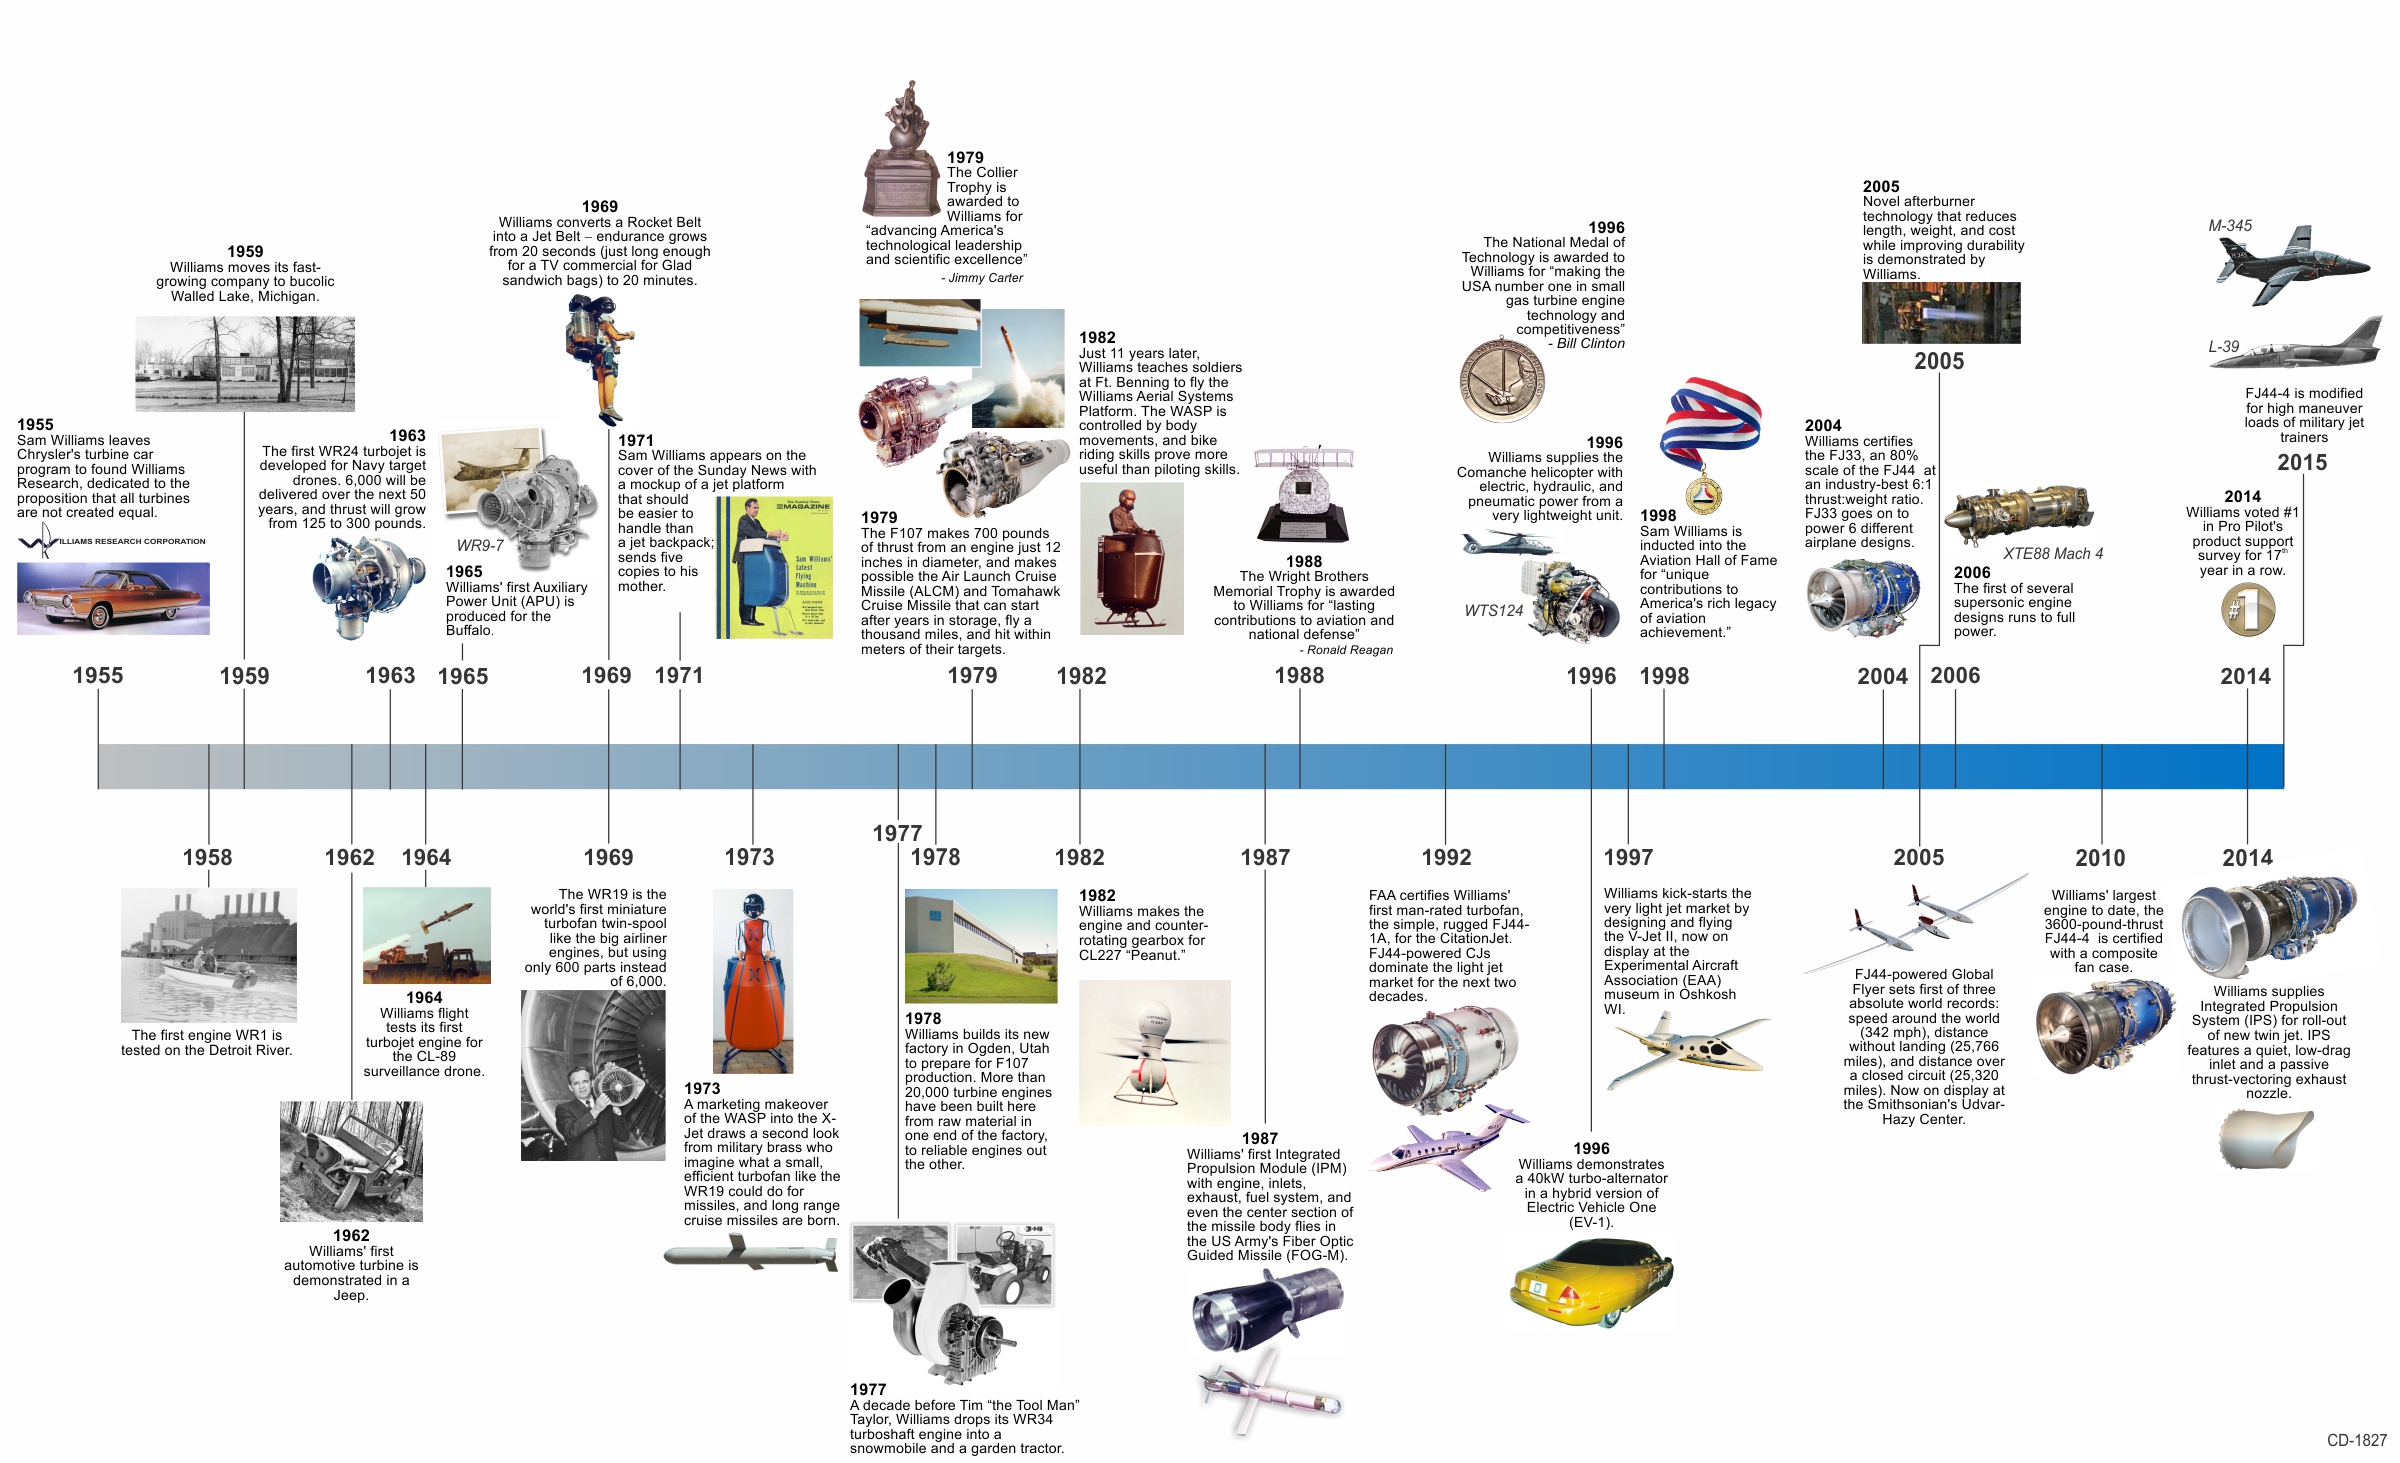 1955
Sam Williams leaves
Chrysler's turbine car
program to found Williams
Research, dedicated to the
proposition that all turbines
are not created equal.
WILLIAMS RESEARCH CORPORATION
1959
Williams moves its fast-
growing company to bucolic
Walled Lake, Michigan.
1963
The first WR24 turbojet is
developed for Navy target
drones. 6,000 will be
delivered over the next 50
years, and thrust will grow
from 125 to 300 pounds.
WR9-7
1965
Williams' first Auxiliary
Power Unit (APU) is
produced for the
Buffalo.
1969
Williams converts a Rocket Belt
into a Jet Belt – endurance grows
from 20 seconds (just long enough
for a TV commercial for Glad
sandwich bags) to 20 minutes.
1971
Sam Williams appears on the
cover of the Sunday News with
a mockup of a jet platform
that should
be easier to
handle than
a jet backpack;
sends five
copies to his
mother.
The Sunday News
MAGAZINE
Sam Williams'
Latest
Flying
Machine
1979
The Collier
Trophy is
awarded to
Williams for
“advancing America's
technological leadership
and scientific excellence”
- Jimmy Carter
1979
The F107 makes 700 pounds
of thrust from an engine just 12
inches in diameter, and makes
possible the Air Launch Cruise
Missile (ALCM) and Tomahawk
Cruise Missile that can start
after years in storage, fly a
thousand miles, and hit within
meters of their targets.
1982
Just 11 years later,
Williams teaches soldiers
at Ft. Benning to fly the
Williams Aerial Systems
Platform. The WASP is
controlled by body
movements, and bike
riding skills prove more
useful than piloting skills.
1988
The Wright Brothers
Memorial Trophy is awarded
to Williams for “lasting
contributions to aviation and
national defense”
- Ronald Reagan
1996
The National Medal of
Technology is awarded to
Williams for “making the
USA number one in small
gas turbine engine
technology and
competitiveness”
- Bill Clinton
1996
Williams supplies the
Comanche helicopter with
electric, hydraulic, and
pneumatic power from a
very lightweight unit.
WTS124
1998
Sam Williams is
inducted into the
Aviation Hall of Fame
for “unique
contributions to
America's rich legacy
of aviation
achievement.”
2004
Williams certifies
the FJ33, an 80%
scale of the FJ44 at
an industry-best 6:1
thrust:weight ratio.
FJ33 goes on to
power 6 different
airplane designs.
2005
Novel afterburner
technology that reduces
length, weight, and cost
while improving durability
is demonstrated by
Williams.
2005
XTE88 Mach 4
2006
The first of several
supersonic engine
designs runs to full
power.
M-345
L-39
FJ44-4 is modified
for high maneuver
loads of military jet
trainers
2015
2014
Williams voted #1
in Pro Pilot's
product support
survey for 17th
year in a row.
#1
1955 1959 1963 1965 1969 1971 1979 1982 1988 1996 1998 2004 2006 2014
1977
1958 1962 1964 1969 1973 1978 1982 1987 1992 1997 2005 2010 2014
The first engine WR1 is
tested on the Detroit River.
1962
Williams' first
automotive turbine is
demonstrated in a
Jeep.
1964
Williams flight
tests its first
turbojet engine for
the CL-89
surveillance drone.
The WR19 is the
world's first miniature
turbofan twin-spool
like the big airliner
engines, but using
only 600 parts instead
of 6,000.
1973
A marketing makeover
of the WASP into the X-
Jet draws a second look
from military brass who
imagine what a small,
efficient turbofan like the
WR19 could do for
missiles, and long range
cruise missiles are born.
1977
A decade before Tim “the Tool Man”
Taylor, Williams drops its WR34
turboshaft engine into a
snowmobile and a garden tractor.
1978
Williams builds its new
factory in Ogden, Utah
to prepare for F107
production. More than
20,000 turbine engines
have been built here
from raw material in
one end of the factory,
to reliable engines out
the other.
1982
Williams makes the
engine and counter-
rotating gearbox for
CL227 “Peanut.”
1987
Williams' first Integrated
Propulsion Module (IPM)
with engine, inlets,
exhaust, fuel system, and
even the center section of
the missile body flies in
the US Army's Fiber Optic
Guided Missile (FOG-M).
FAA certifies Williams'
first man-rated turbofan,
the simple, rugged FJ44-
1A, for the CitationJet.
FJ44-powered CJs
dominate the light jet
market for the next two
decades.
1996
Williams demonstrates
a 40kW turbo-alternator
in a hybrid version of
Electric Vehicle One
(EV-1).
Williams kick-starts the
very light jet market by
designing and flying
the V-Jet II, now on
display at the
Experimental Aircraft
Association (EAA)
museum in Oshkosh
WI.
FJ44-powered Global
Flyer sets first of three
absolute world records:
speed around the world
(342 mph), distance
without landing (25,766
miles), and distance over
a closed circuit (25,320
miles). Now on display at
the Smithsonian's Udvar-
Hazy Center.
Williams' largest
engine to date, the
3600-pound-thrust
FJ44-4 is certified
with a composite
fan case.
Williams supplies
Integrated Propulsion
System (IPS) for roll-out
of new twin jet. IPS
features a quiet, low-drag
inlet and a passive
thrust-vectoring exhaust
nozzle.
CD-1827